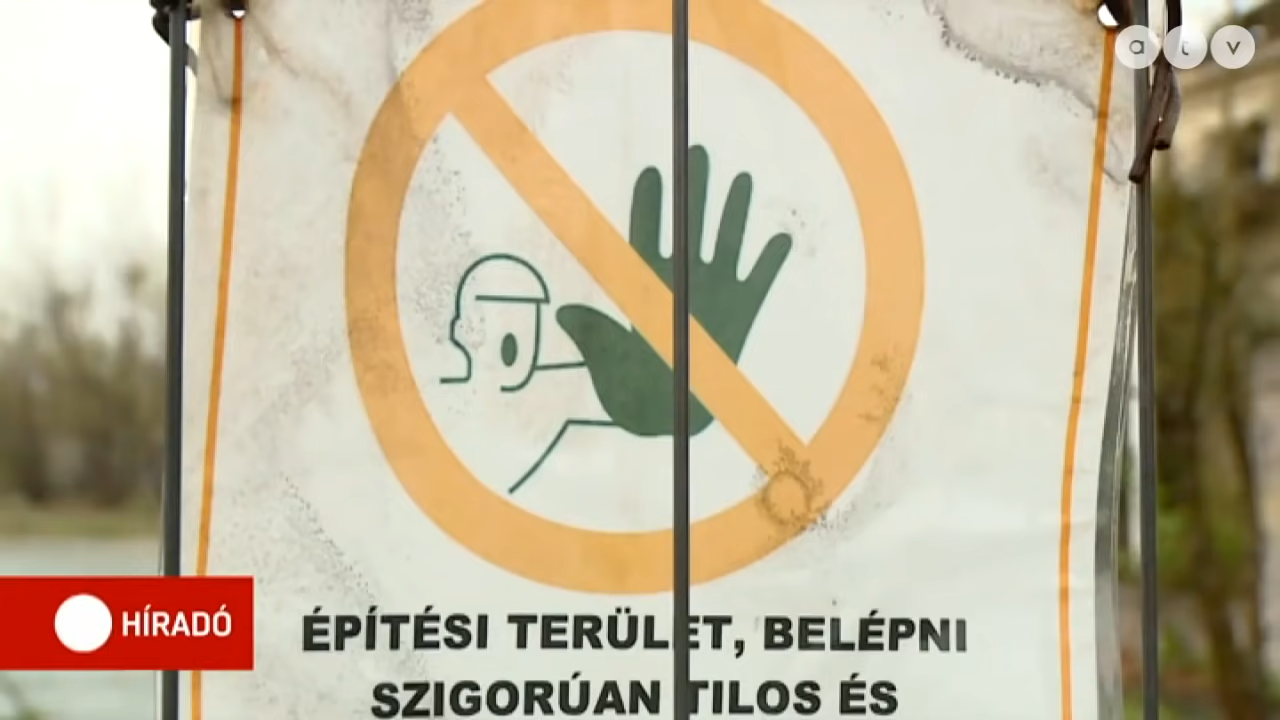 atv
HÍRADÓ
ÉPÍTÉSI TERÜLET, BELÉPNI
SZIGORÚAN TILOS ÉS